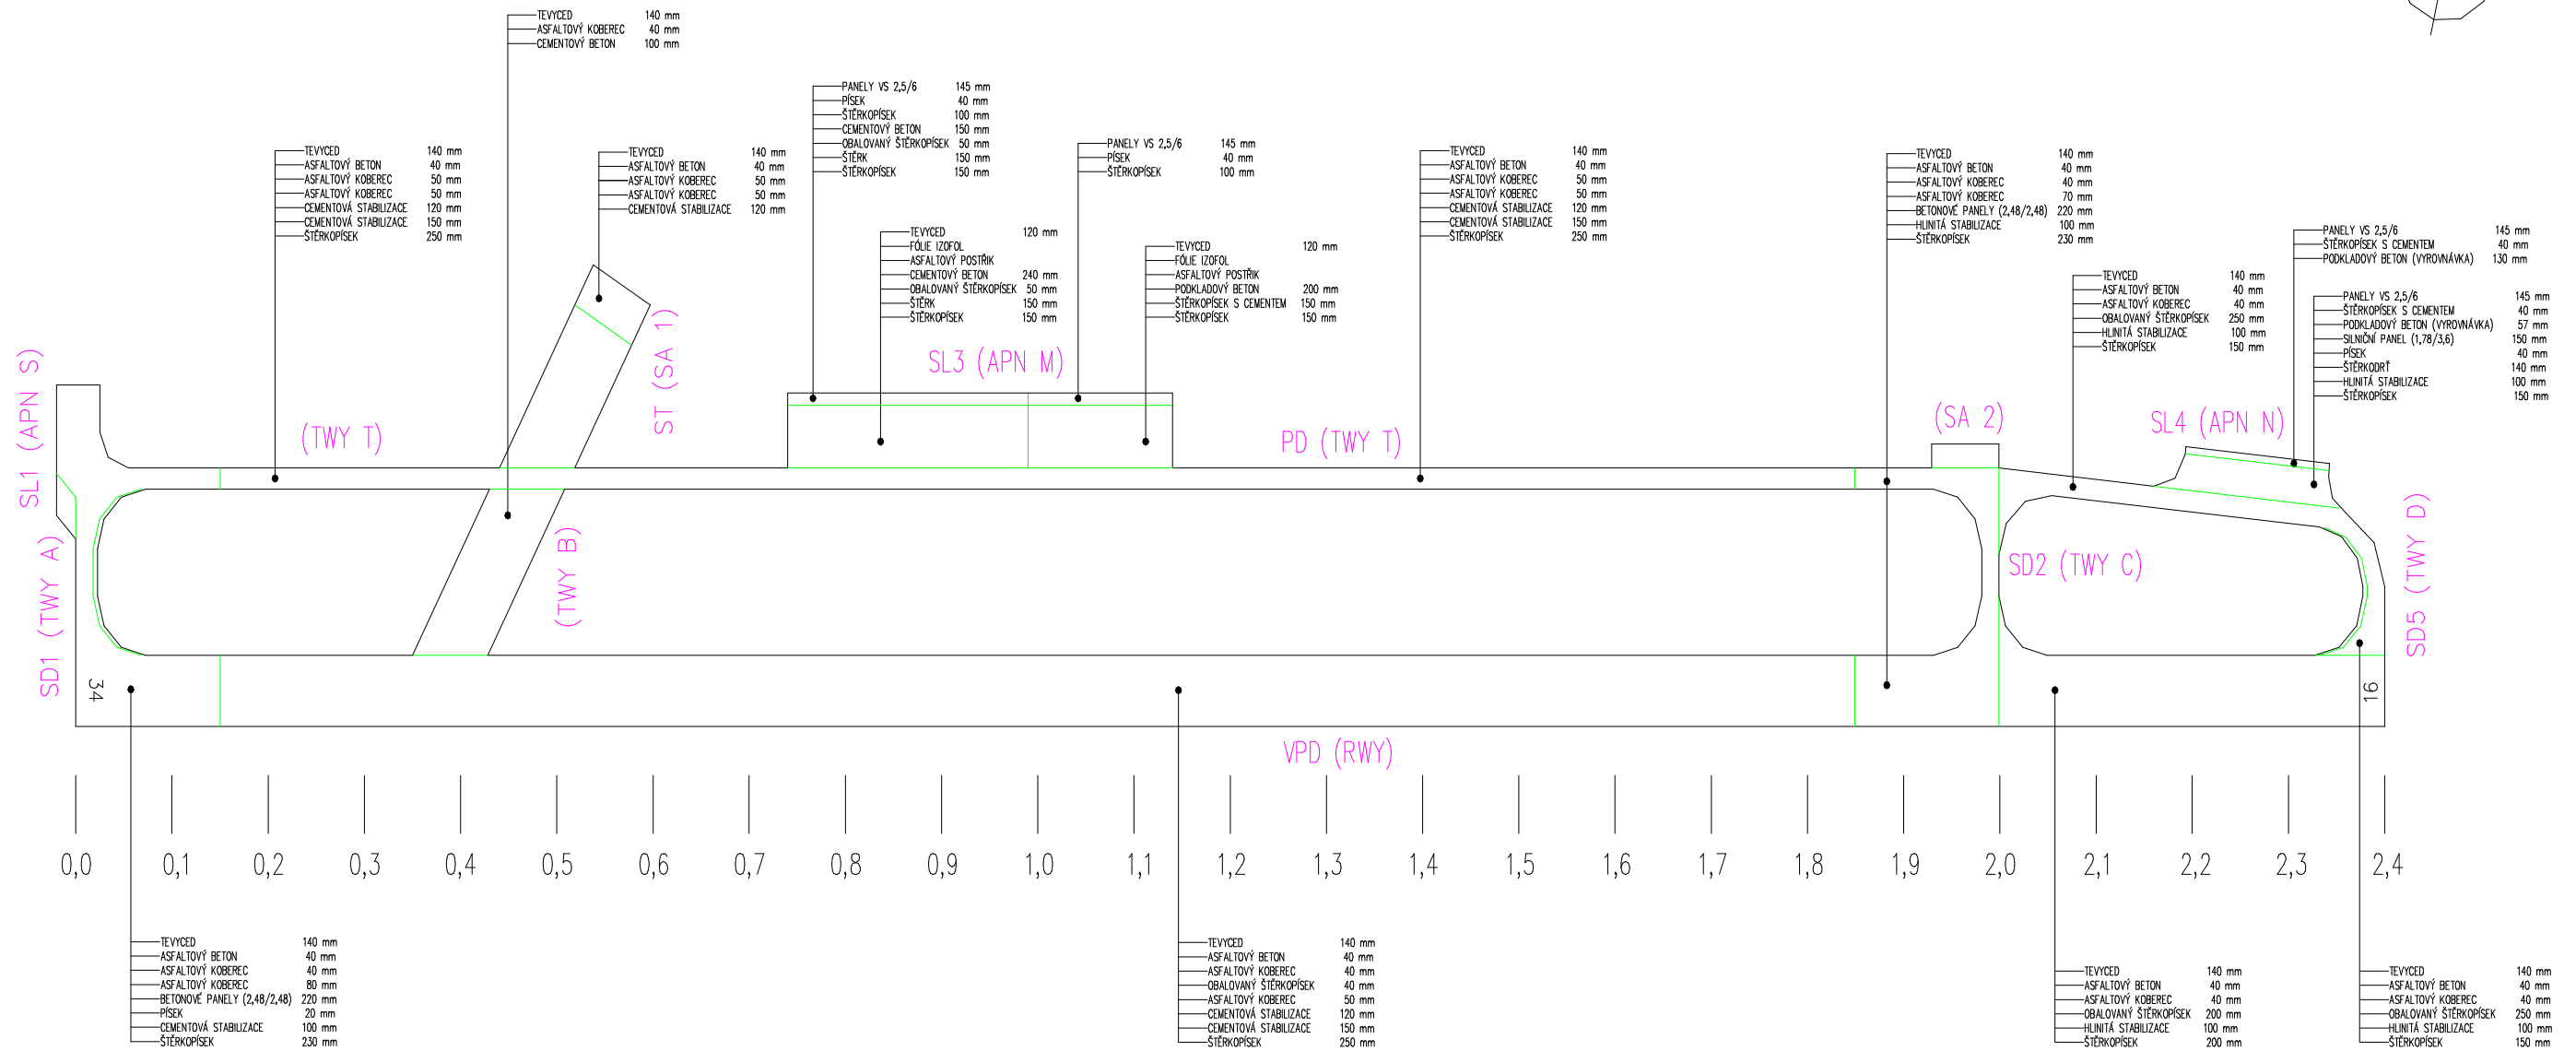 TEVYCED 140 mm
ASFALTOVÝ KOBEREC 40 mm
CEMENTOVÝ BETON 100 mm
TEVYCED 140 mm
ASFALTOVÝ BETON 40 mm
ASFALTOVÝ KOBEREC 50 mm
ASFALTOVÝ KOBEREC 50 mm
CEMENTOVÁ STABILIZACE 120 mm
CEMENTOVÁ STABILIZACE 150 mm
ŠTĚRKOPÍSEK 250 mm
TEVYCED 140 mm
ASFALTOVÝ BETON 40 mm
ASFALTOVÝ KOBEREC 50 mm
ASFALTOVÝ KOBEREC 50 mm
CEMENTOVÁ STABILIZACE 120 mm
PANELY VS 2,5/6 145 mm
PÍSEK 40 mm
ŠTĚRKOPÍSEK 100 mm
CEMENTOVÝ BETON 150 mm
OBALOVANÝ ŠTĚRKOPÍSEK 50 mm
ŠTĚRK 150 mm
ŠTĚRKOPÍSEK 150 mm
TEVYCED 120 mm
FÓLIE IZOFOL
ASFALTOVÝ POSTŘIK
CEMENTOVÝ BETON 240 mm
OBALOVANÝ ŠTĚRKOPÍSEK 50 mm
ŠTĚRK 150 mm
ŠTĚRKOPÍSEK 150 mm
PANELY VS 2,5/6 145 mm
PÍSEK 40 mm
ŠTĚRKOPÍSEK 100 mm
TEVYCED 120 mm
FÓLIE IZOFOL
ASFALTOVÝ POSTŘIK
PODKLADOVÝ BETON 200 mm
ŠTĚRKOPÍSEK S CEMENTEM 150 mm
ŠTĚRKOPÍSEK 150 mm
TEVYCED 140 mm
ASFALTOVÝ BETON 40 mm
ASFALTOVÝ KOBEREC 50 mm
ASFALTOVÝ KOBEREC 50 mm
CEMENTOVÁ STABILIZACE 120 mm
CEMENTOVÁ STABILIZACE 150 mm
ŠTĚRKOPÍSEK 250 mm
TEVYCED 140 mm
ASFALTOVÝ BETON 40 mm
ASFALTOVÝ KOBEREC 40 mm
ASFALTOVÝ KOBEREC 70 mm
BETONOVÉ PANELY (2,48/2,48) 220 mm
HLINITÁ STABILIZACE 100 mm
ŠTĚRKOPÍSEK 230 mm
TEVYCED 140 mm
ASFALTOVÝ BETON 40 mm
ASFALTOVÝ KOBEREC 40 mm
OBALOVANÝ ŠTĚRKOPÍSEK 250 mm
HLINITÁ STABILIZACE 100 mm
ŠTĚRKOPÍSEK 150 mm
PANELY VS 2,5/6 145 mm
ŠTĚRKOPÍSEK S CEMENTEM 40 mm
PODKLADOVÝ BETON (VYROVNÁVKA) 130 mm
PANELY VS 2,5/6 145 mm
ŠTĚRKOPÍSEK S CEMENTEM 40 mm
PODKLADOVÝ BETON (VYROVNÁVKA) 57 mm
SILNIČNÍ PANEL (1,78/3,6) 150 mm
PÍSEK 40 mm
ŠTĚRKODRŤ 140 mm
HLINITÁ STABILIZACE 100 mm
ŠTĚRKOPÍSEK 150 mm
SL1 (APN S)
(TWY T)
ST (SA 1)
SL3 (APN M)
PD (TWY T)
(SA 2)
SL4 (APN N)
SD1 (TWY A)
(TWY B)
SD2 (TWY C)
SD5 (TWY D)
34
16
VPD (RWY)
0,0 0,1 0,2 0,3 0,4 0,5 0,6 0,7 0,8 0,9 1,0 1,1 1,2 1,3 1,4 1,5 1,6 1,7 1,8 1,9 2,0 2,1 2,2 2,3 2,4
TEVYCED 140 mm
ASFALTOVÝ BETON 40 mm
ASFALTOVÝ KOBEREC 40 mm
ASFALTOVÝ KOBEREC 80 mm
BETONOVÉ PANELY (2,48/2,48) 220 mm
PÍSEK 20 mm
CEMENTOVÁ STABILIZACE 100 mm
ŠTĚRKOPÍSEK 230 mm
TEVYCED 140 mm
ASFALTOVÝ BETON 40 mm
ASFALTOVÝ KOBEREC 40 mm
OBALOVANÝ ŠTĚRKOPÍSEK 40 mm
ASFALTOVÝ KOBEREC 50 mm
CEMENTOVÁ STABILIZACE 120 mm
CEMENTOVÁ STABILIZACE 150 mm
ŠTĚRKOPÍSEK 250 mm
TEVYCED 140 mm
ASFALTOVÝ BETON 40 mm
ASFALTOVÝ KOBEREC 40 mm
OBALOVANÝ ŠTĚRKOPÍSEK 200 mm
HLINITÁ STABILIZACE 100 mm
ŠTĚRKOPÍSEK 200 mm
TEVYCED 140 mm
ASFALTOVÝ BETON 40 mm
ASFALTOVÝ KOBEREC 40 mm
OBALOVANÝ ŠTĚRKOPÍSEK 250 mm
HLINITÁ STABILIZACE 100 mm
ŠTĚRKOPÍSEK 150 mm